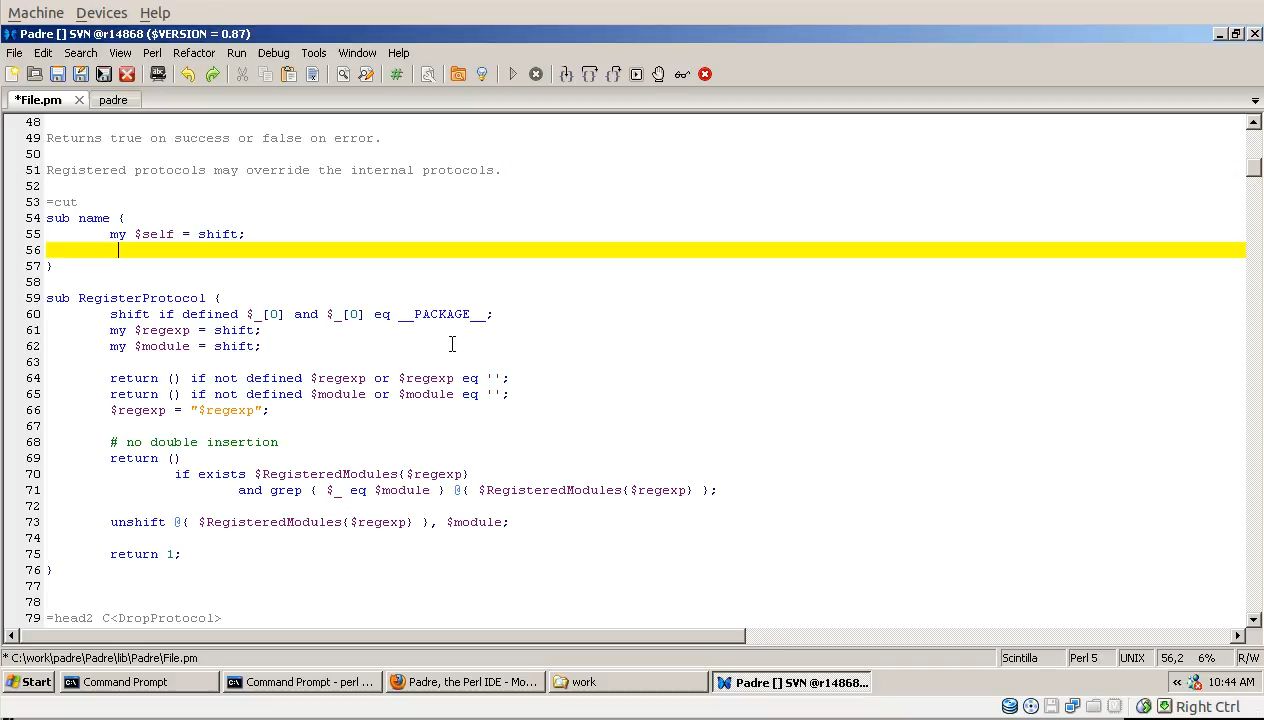 Machine Devices Help
Padre [] SVN @r14868 ($VERSION = 0.87)
File Edit Search View Perl Refactor Run Debug Tools Window Help
*File.pm padre
48
49 Returns true on success or false on error.
50
51 Registered protocols may override the internal protocols.
52
53 =cut
54 sub name {
55 my $self = shift;
56
57 }
58
59 sub RegisterProtocol {
60 shift if defined $_[0] and $_[0] eq __PACKAGE__;
61 my $regexp = shift;
62 my $module = shift;
63
64 return () if not defined $regexp or $regexp eq '';
65 return () if not defined $module or $module eq '';
66 $regexp = "$regexp";
67
68 # no double insertion
69 return ()
70 if exists $RegisteredModules{$regexp}
71 and grep { $_ eq $module } @{ $RegisteredModules{$regexp} };
72
73 unshift @{ $RegisteredModules{$regexp} }, $module;
74
75 return 1;
76 }
77
78
79 =head2 C<DropProtocol>
* C:\work\padre\Padre\lib\Padre\File.pm Scintilla Perl 5 UNIX 56,2 6% R/W
Start Command Prompt Command Prompt - perl ... Padre, the Perl IDE - Mo... work Padre [] SVN @r14868... « 10:44 AM
Right Ctrl